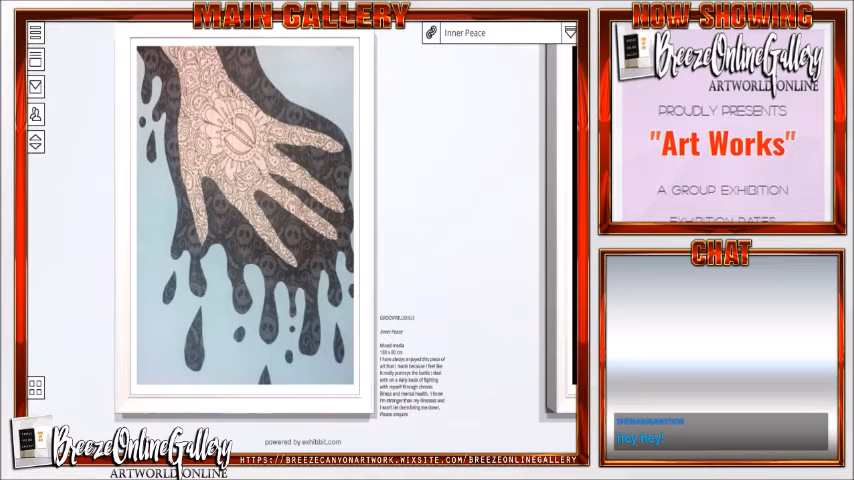 MAIN GALLERY
NOW SHOWING
Inner Peace
BreezeOnlineGallery
ARTWORLD ONLINE
PROUDLY PRESENTS
"Art Works"
A GROUP EXHIBITION
EXHIBITION DATES
CHAT
Inner Peace
Mixed media
I have always enjoyed this piece of
art that I made because I feel like
it really portrays the battle I deal
with on a daily basis of fighting
with myself through chronic
illness and mental health. I know
I'm stronger than my illnesses and
I won't let them bring me down.
Please enquire
hey hey!
powered by exhibbit.com
BreezeOnlineGallery
ARTWORLD ONLINE
HTTPS://BREEZECANYONARTWORK.WIXSITE.COM/BREEZEONLINEGALLERY